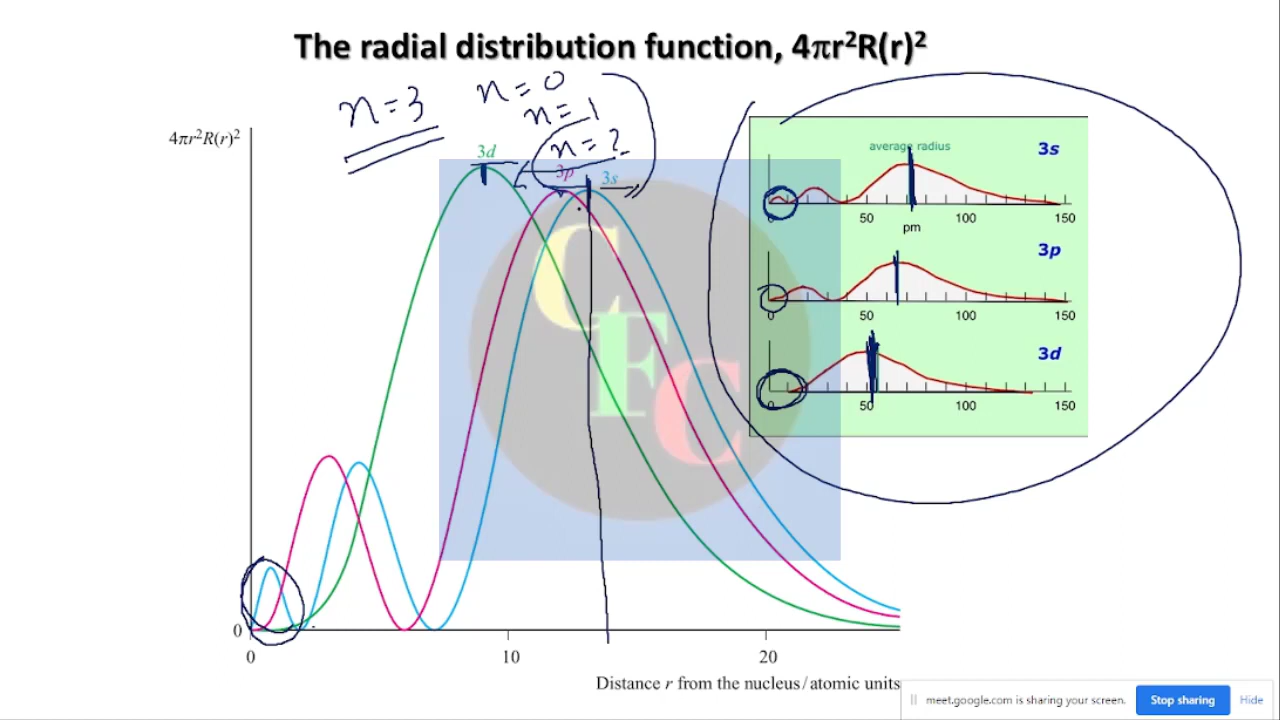 The radial distribution function, 4πr²R(r)²
n=3
n=0
n=1
n=2
4πr²R(r)²
3d
3p
3s
average radius
3s
0 50 100 150
pm
3p
0 50 100 150
3d
0 50 100 150
C
F
C
0
0 10 20
Distance r from the nucleus/atomic units
meet.google.com is sharing your screen.
Stop sharing
Hide